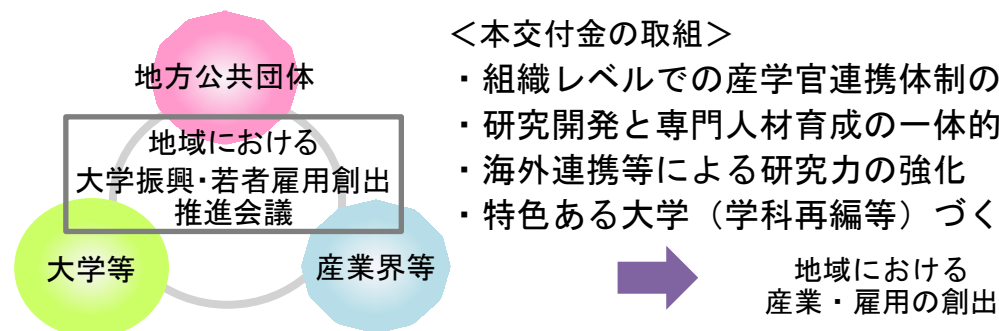 地方公共団体
地域における
大学振興・若者雇用創出
推進会議
大学等
産業界等
＜本交付金の取組＞
・組織レベルでの産学官連携体制の
・研究開発と専門人材育成の一体的
・海外連携等による研究力の強化
・特色ある大学（学科再編等）づく
地域における
産業・雇用の創出